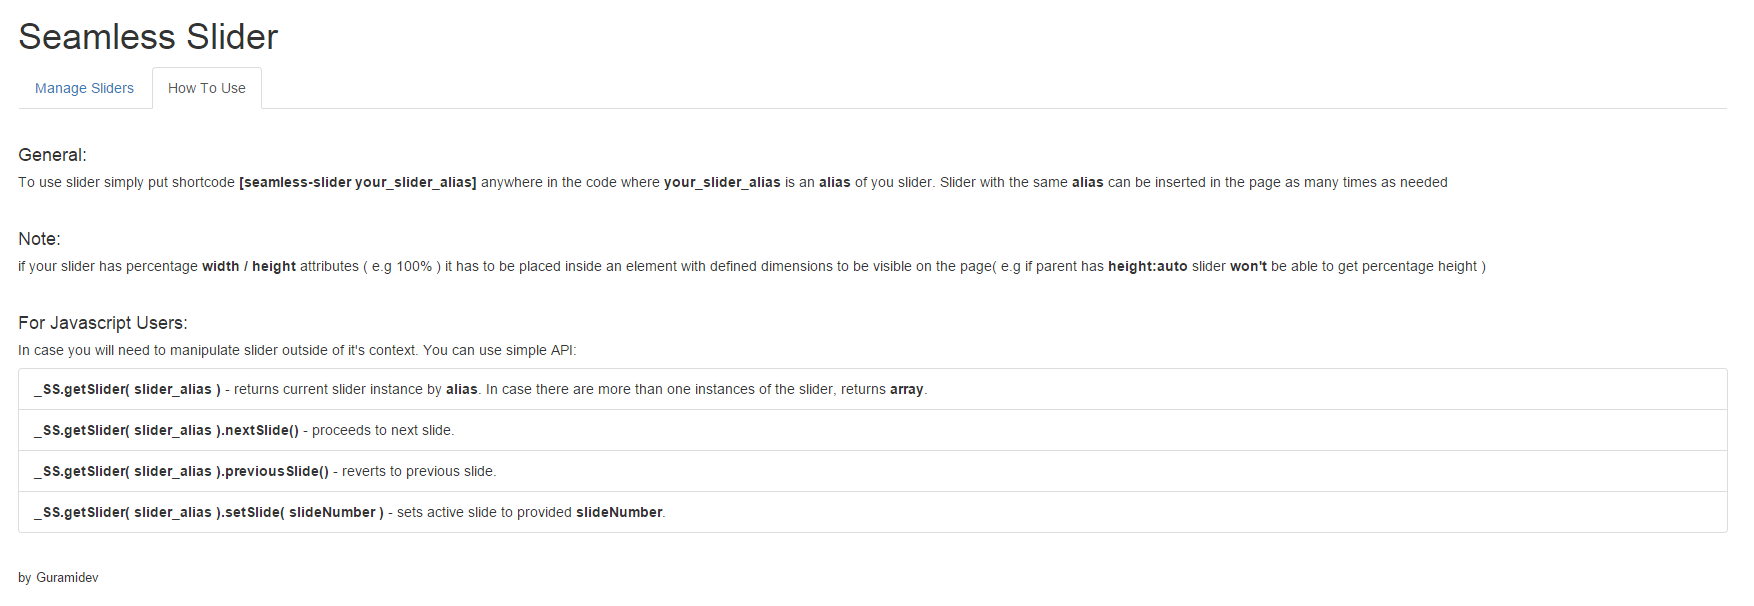 Seamless Slider
Manage Sliders
How To Use
General:
To use slider simply put shortcode [seamless-slider your_slider_alias] anywhere in the code where your_slider_alias is an alias of you slider. Slider with the same alias can be inserted in the page as many times as needed
Note:
if your slider has percentage width / height attributes ( e.g 100% ) it has to be placed inside an element with defined dimensions to be visible on the page( e.g if parent has height:auto slider won't be able to get percentage height )
For Javascript Users:
In case you will need to manipulate slider outside of it's context. You can use simple API:
_SS.getSlider( slider_alias ) - returns current slider instance by alias. In case there are more than one instances of the slider, returns array.
_SS.getSlider( slider_alias ).nextSlide() - proceeds to next slide.
_SS.getSlider( slider_alias ).previousSlide() - reverts to previous slide.
_SS.getSlider( slider_alias ).setSlide( slideNumber ) - sets active slide to provided slideNumber.
by Guramidev